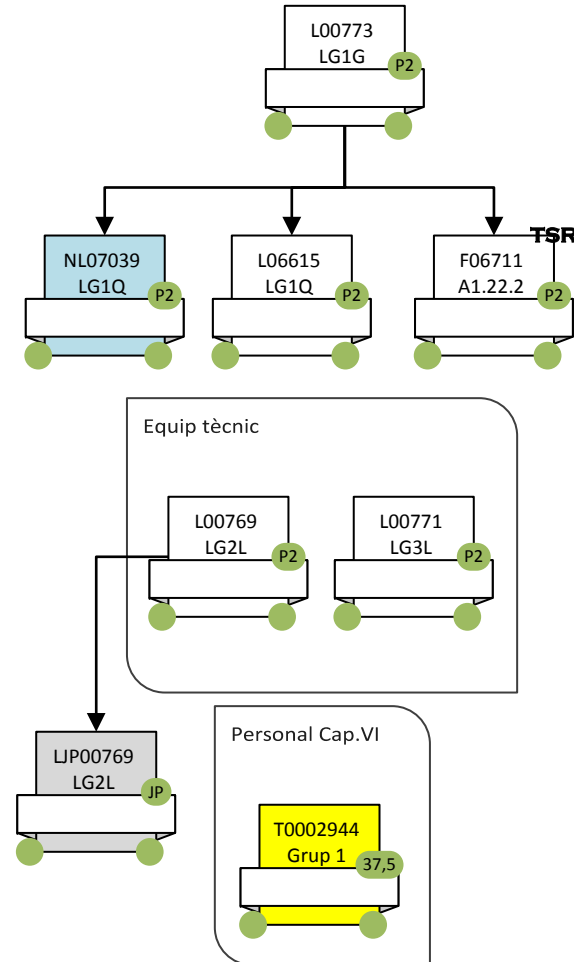 L00773
LG1G
P2
NL07039
LG1Q
P2
L06615
LG1Q
P2
TSR
F06711
A1.22.2
P2
Equip tècnic
L00769
LG2L
P2
L00771
LG3L
P2
LJP00769
LG2L
JP
Personal Cap.VI
T0002944
Grup 1
37,5